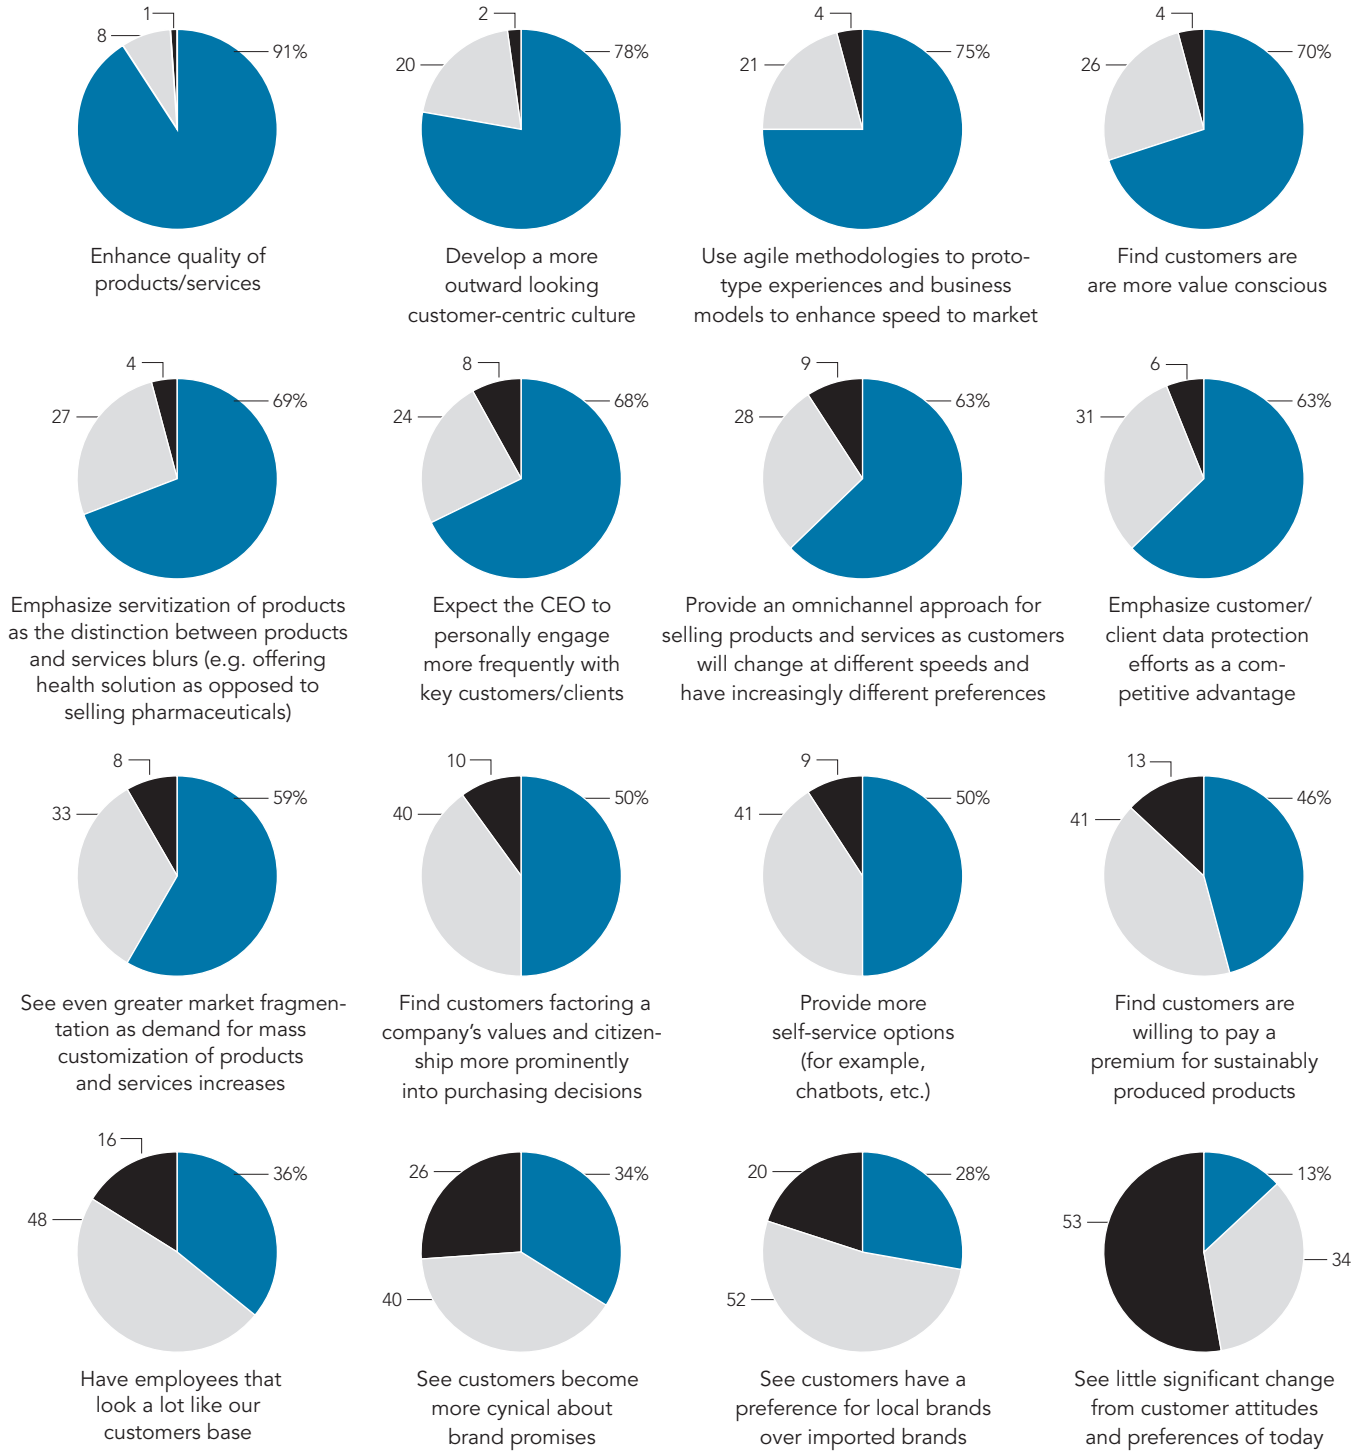 1
8
91%
Enhance quality of
products/services
2
20
78%
Develop a more
outward looking
customer-centric culture
4
21
75%
Use agile methodologies to proto-
type experiences and business
models to enhance speed to market
4
26
70%
Find customers are
are more value conscious
4
27
69%
Emphasize servitization of products
as the distinction between products
and services blurs (e.g. offering
health solution as opposed to
selling pharmaceuticals)
8
24
68%
Expect the CEO to
personally engage
more frequently with
key customers/clients
9
28
63%
Provide an omnichannel approach for
selling products and services as customers
will change at different speeds and
have increasingly different preferences
6
31
63%
Emphasize customer/
client data protection
efforts as a com-
petitive advantage
8
33
59%
See even greater market fragmen-
tation as demand for mass
customization of products
and services increases
10
40
50%
Find customers factoring a
company’s values and citizen-
ship more prominently
into purchasing decisions
9
41
50%
Provide more
self-service options
(for example,
chatbots, etc.)
13
41
46%
Find customers are
willing to pay a
premium for sustainably
produced products
16
48
36%
Have employees that
look a lot like our
customers base
26
40
34%
See customers become
more cynical about
brand promises
20
52
28%
See customers have a
preference for local brands
over imported brands
53
13%
34
See little significant change
from customer attitudes
and preferences of today